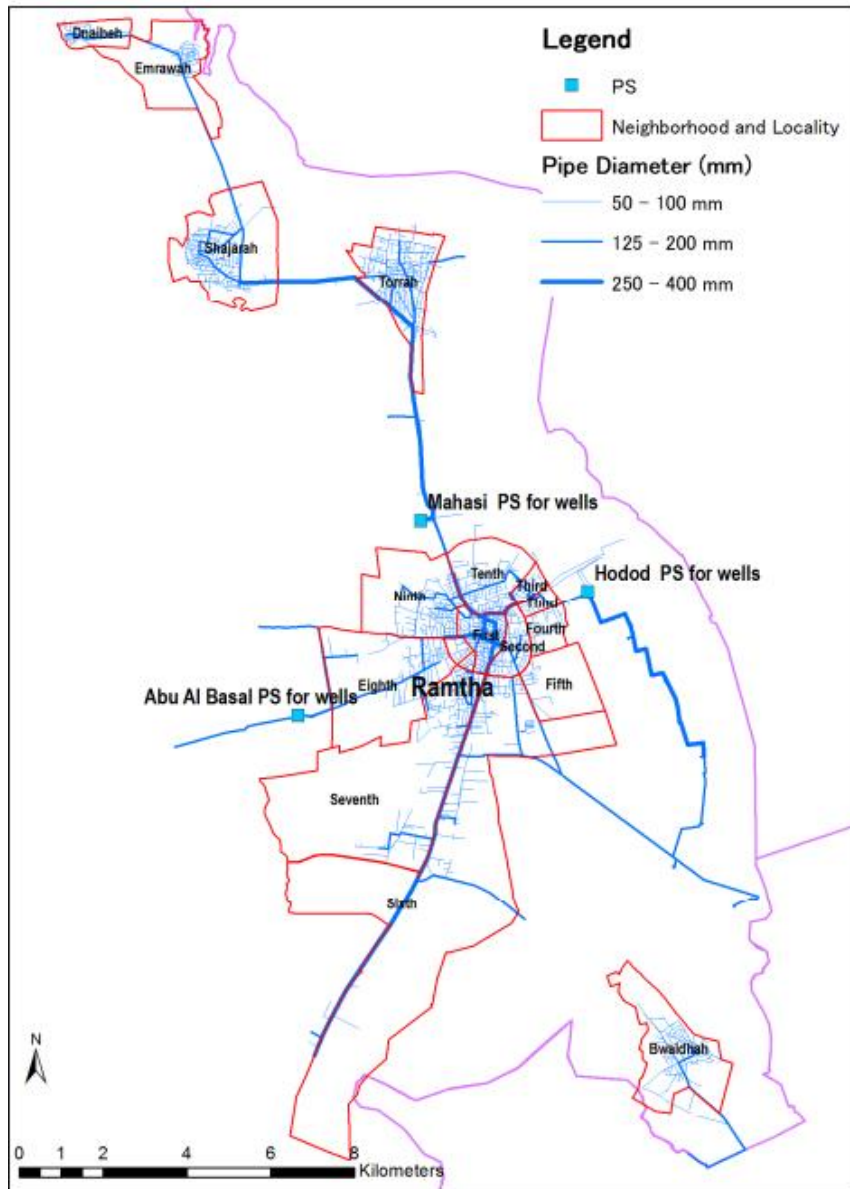 Legend
PS
Neighborhood and Locality
Pipe Diameter (mm)
50 - 100 mm
125 - 200 mm
250 - 400 mm
Dnaibeh
Emrawah
Shajarah
Torrah
Mahasi PS for wells
Hodod PS for wells
Tenth
Third
Third
Ninth
First
Fourth
Second
Eighth
Ramtha
Fifth
Abu Al Basal PS for wells
Seventh
Sixth
Bwaidhah
N
0 1 2 4 6 8
Kilometers